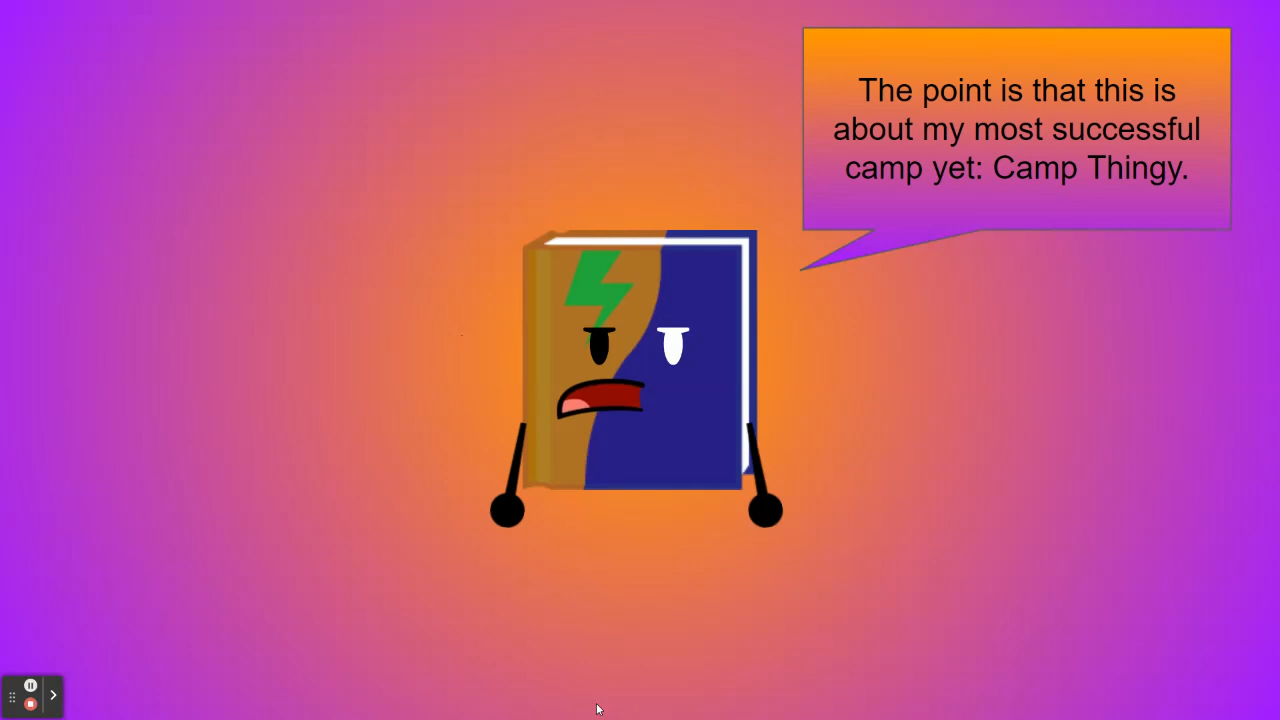 The point is that this is
about my most successful
camp yet: Camp Thingy.